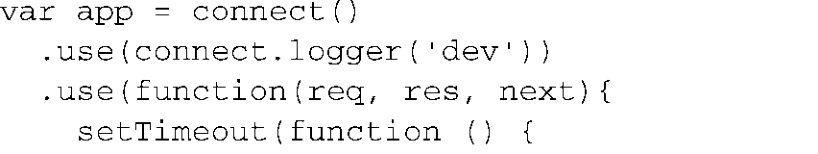 var app = connect()
  .use(connect.logger('dev'))
  .use(function(req, res, next){
    setTimeout(function () {